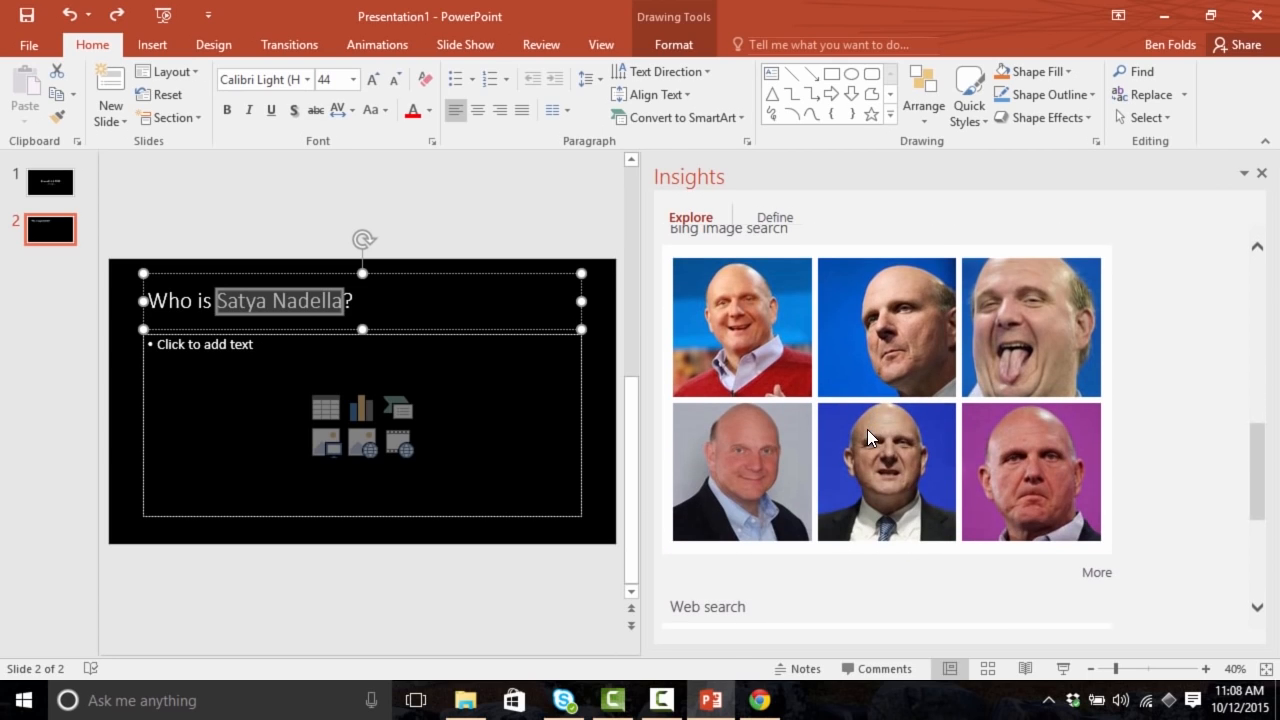 Presentation1 - PowerPoint
Drawing Tools
File
Home
Insert
Design
Transitions
Animations
Slide Show
Review
View
Format
Tell me what you want to do...
Ben Folds
Share
Paste
New
Slide
Layout
Reset
Section
Calibri Light (H
44
A
A
B
I
U
S
abc
AV
Aa
A
Text Direction
Align Text
Convert to SmartArt
Arrange
Quick
Styles
Shape Fill
Shape Outline
Shape Effects
Find
Replace
Select
Clipboard
Slides
Font
Paragraph
Drawing
Editing
1
2
Who is Satya Nadella?
• Click to add text
Insights
Explore
Define
Bing image search
More
Web search
Slide 2 of 2
Notes
Comments
40%
Ask me anything
11:08 AM
10/12/2015